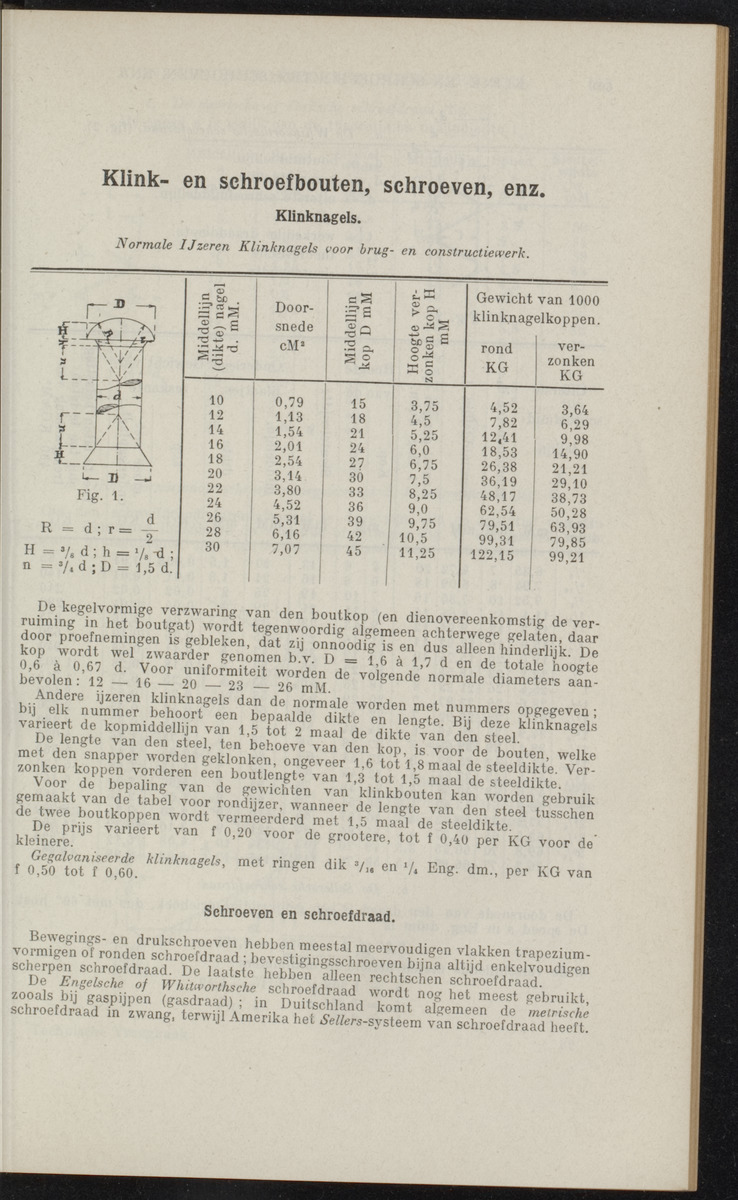 Klink- en schroefbouten, schroeven, enz.
Klinknagels.
Normale IJzeren Klinknagels voor brug- en constructiewerk.
D
H
R
n
d
n
H
D
Fig. 1.
R = d ; r = d/2
H = 3/8 d ; h = 1/8 d ;
n = 3/4 d ; D = 1,5 d.
Middellijn (dikte) nagel d. mM. | Door-snede cM² | Middellijn kop D mM | Hoogte ver-zonken kop H mM | Gewicht van 1000 klinknagelkoppen. rond KG | ver-zonken KG
10 0,79 15 3,75 4,52 3,64
12 1,13 18 4,5 7,82 6,29
14 1,54 21 5,25 12,41 9,98
16 2,01 24 6,0 18,53 14,90
18 2,54 27 6,75 26,38 21,21
20 3,14 30 7,5 36,19 29,10
22 3,80 33 8,25 48,17 38,73
24 4,52 36 9,0 62,54 50,28
26 5,31 39 9,75 79,51 63,93
28 6,16 42 10,5 99,31 79,85
30 7,07 45 11,25 122,15 99,21
De kegelvormige verzwaring van den boutkop (en dienovereenkomstig de ver-
ruiming in het boutgat) wordt tegenwoordig algemeen achterwege gelaten, daar
door proefnemingen is gebleken, dat zij onnoodig is en dus alleen hinderlijk. De
kop wordt wel zwaarder genomen b.v. D = 1,6 à 1,7 d en de totale hoogte
0,6 à 0,67 d. Voor uniformiteit worden de volgende normale diameters aan-
bevolen: 12 — 16 — 20 — 23 — 26 mM.
Andere ijzeren klinknagels dan de normale worden met nummers opgegeven;
bij elk nummer behoort een bepaalde dikte en lengte. Bij deze klinknagels
varieert de kopmiddellijn van 1,5 tot 2 maal de dikte van den steel.
De lengte van den steel, ten behoeve van den kop, is voor de bouten, welke
met den snapper worden geklonken, ongeveer 1,6 tot 1,8 maal de steeldikte. Ver-
zonken koppen vorderen een boutlengte van 1,3 tot 1,5 maal de steeldikte.
Voor de bepaling van de gewichten van klinkbouten kan worden gebruik
gemaakt van de tabel voor rondijzer, wanneer de lengte van den steel tusschen
de twee boutkoppen wordt vermeerderd met 1,5 maal de steeldikte.
De prijs varieert van f 0,20 voor de grootere, tot f 0,40 per KG voor de
kleinere.
Gegalvaniseerde klinknagels, met ringen dik 3/16 en 1/4 Eng. dm., per KG van
f 0,50 tot f 0,60.
Schroeven en schroefdraad.
Bewegings- en drukschroeven hebben meestal meervoudigen vlakken trapezium-
vormigen of ronden schroefdraad ; bevestigingsschroeven bijna altijd enkelvoudigen
scherpen schroefdraad. De laatste hebben alleen rechtschen schroefdraad.
De Engelsche of Whitworthsche schroefdraad wordt nog het meest gebruikt,
zooals bij gaspijpen (gasdraad) ; in Duitschland komt algemeen de metrische
schroefdraad in zwang, terwijl Amerika het Sellers-systeem van schroefdraad heeft.